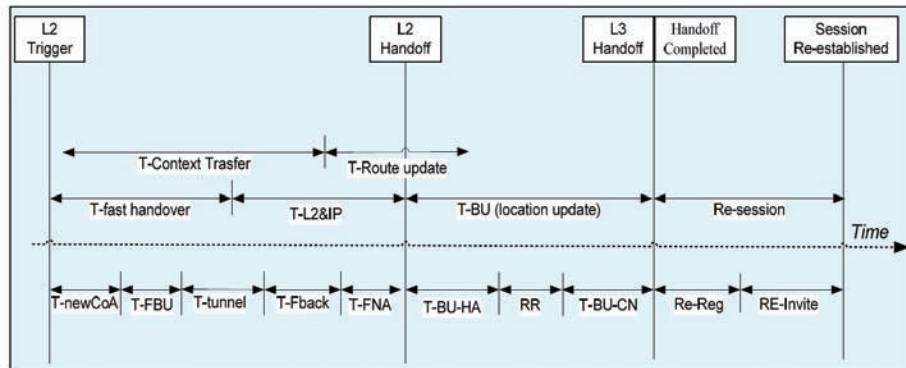 L2
Trigger
L2
Handoff
L3
Handoff
Handoff
Completed
Session
Re-established
T-Context Trasfer
T-Route update
T-fast handover
T-L2&IP
T-BU (location update)
Re-session
Time
T-newCoA
T-FBU
T-tunnel
T-Fback
T-FNA
T-BU-HA
RR
T-BU-CN
Re-Reg
RE-Invite